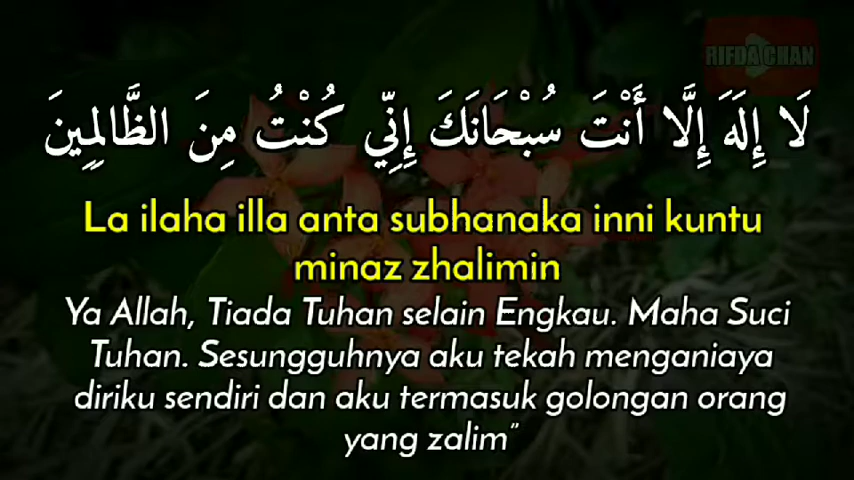 RIFDA CHAN
لَا إِلَهَ إِلَّا أَنْتَ سُبْحَانَكَ إِنِّي كُنْتُ مِنَ الظَّالِمِينَ
La ilaha illa anta subhanaka inni kuntu
minaz zhalimin
Ya Allah, Tiada Tuhan selain Engkau. Maha Suci
Tuhan. Sesungguhnya aku tekah menganiaya
diriku sendiri dan aku termasuk golongan orang
yang zalim”